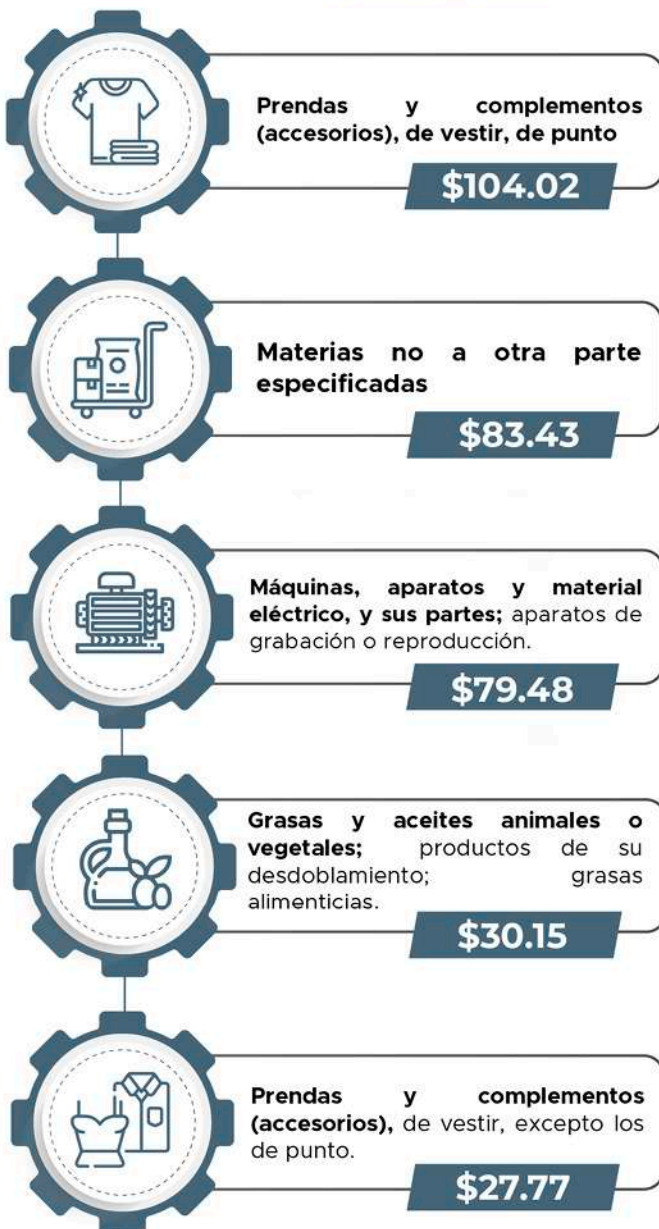 Prendas y complementos
(accesorios), de vestir, de punto
$104.02
Materias no a otra parte
especificadas
$83.43
Máquinas, aparatos y material
eléctrico, y sus partes; aparatos de
grabación o reproducción.
$79.48
Grasas y aceites animales o
vegetales; productos de su
desdoblamiento; grasas
alimenticias.
$30.15
Prendas y complementos
(accesorios), de vestir, excepto los
de punto.
$27.77